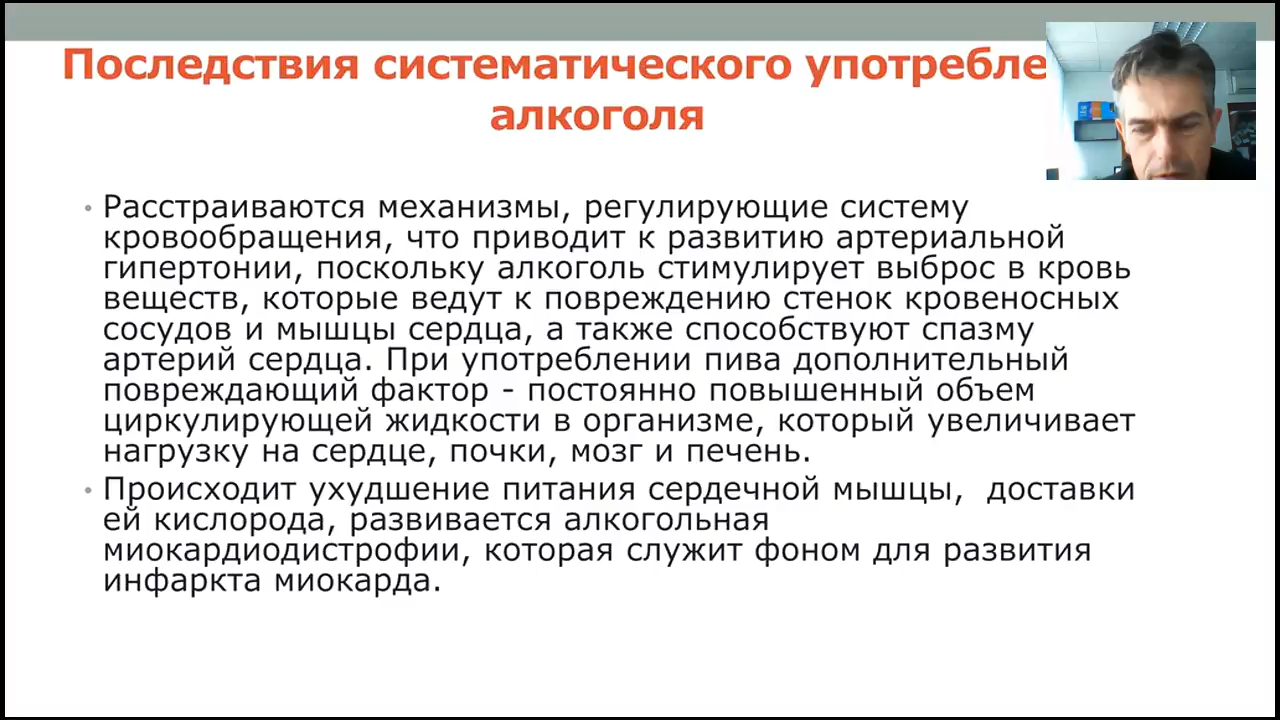 Последствия систематического употребле
алкоголя
• Расстраиваются механизмы, регулирующие систему
кровообращения, что приводит к развитию артериальной
гипертонии, поскольку алкоголь стимулирует выброс в кровь
веществ, которые ведут к повреждению стенок кровеносных
сосудов и мышцы сердца, а также способствуют спазму
артерий сердца. При употреблении пива дополнительный
повреждающий фактор - постоянно повышенный объем
циркулирующей жидкости в организме, который увеличивает
нагрузку на сердце, почки, мозг и печень.
• Происходит ухудшение питания сердечной мышцы,  доставки
ей кислорода, развивается алкогольная
миокардиодистрофии, которая служит фоном для развития
инфаркта миокарда.